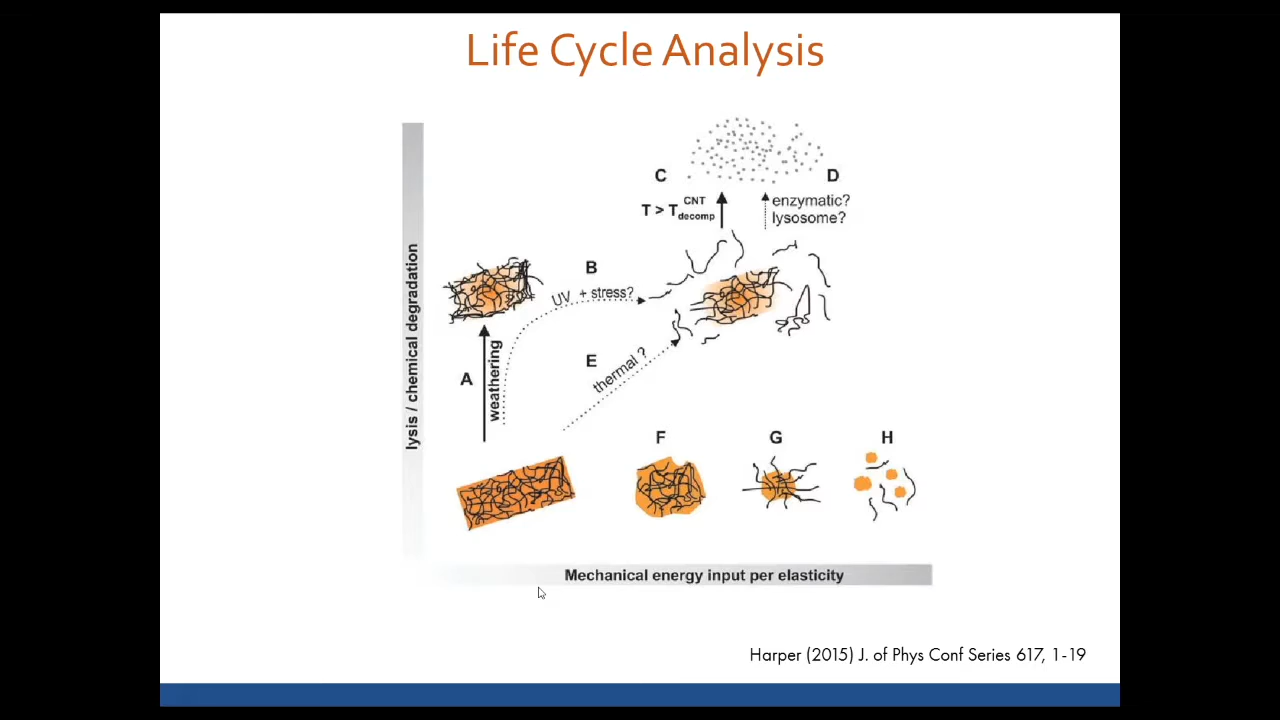 Life Cycle Analysis
C
D
T > T CNT decomp
enzymatic?
lysosome?
B
UV + stress?
A
weathering
E
thermal ?
F
G
H
lysis / chemical degradation
Mechanical energy input per elasticity
Harper (2015) J. of Phys Conf Series 617, 1-19